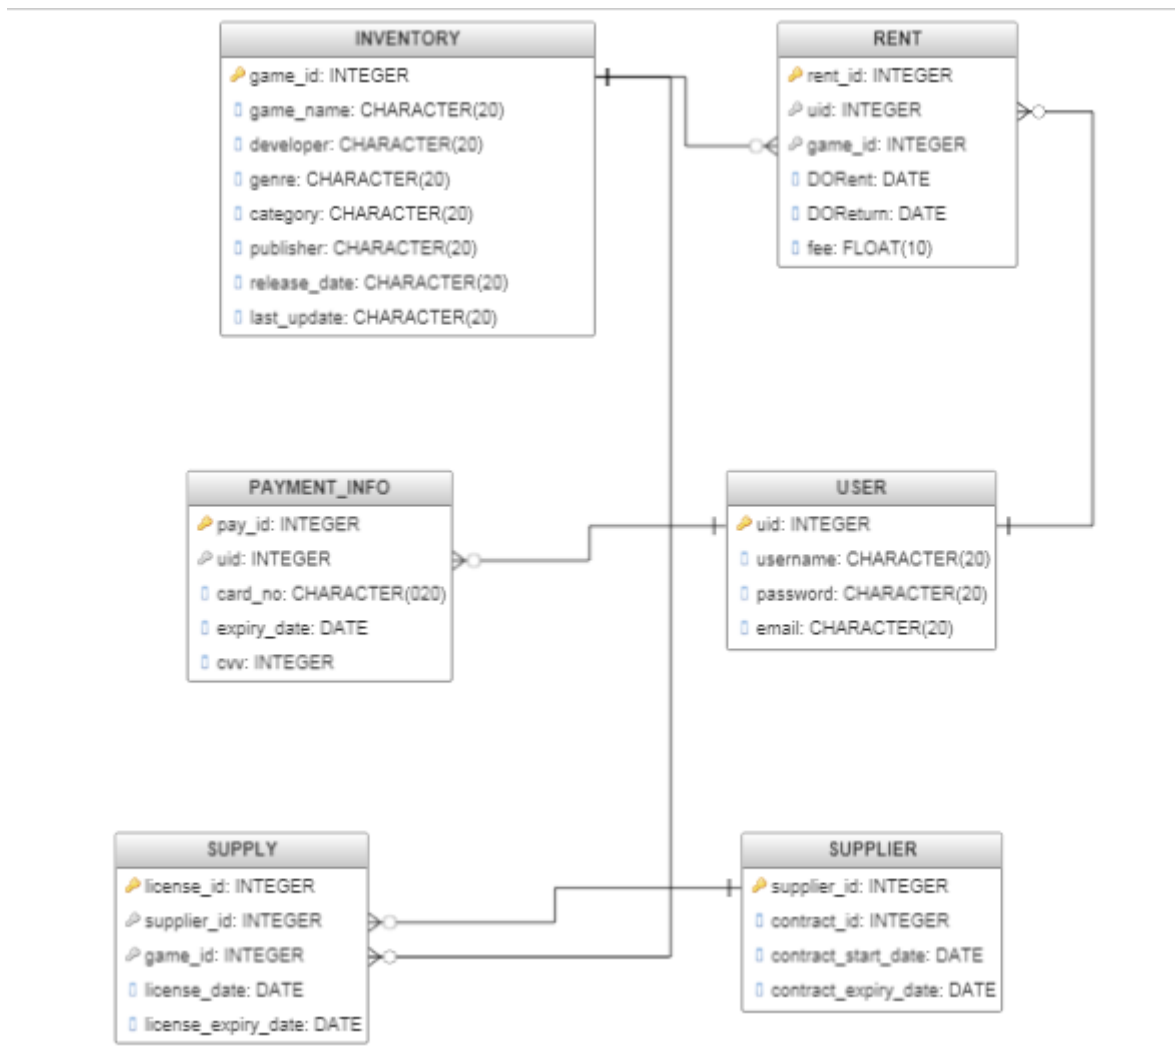 INVENTORY
game_id: INTEGER
game_name: CHARACTER(20)
developer: CHARACTER(20)
genre: CHARACTER(20)
category: CHARACTER(20)
publisher: CHARACTER(20)
release_date: CHARACTER(20)
last_update: CHARACTER(20)
RENT
rent_id: INTEGER
uid: INTEGER
game_id: INTEGER
DORent: DATE
DOReturn: DATE
fee: FLOAT(10)
PAYMENT_INFO
pay_id: INTEGER
uid: INTEGER
card_no: CHARACTER(020)
expiry_date: DATE
cvv: INTEGER
USER
uid: INTEGER
username: CHARACTER(20)
password: CHARACTER(20)
email: CHARACTER(20)
SUPPLY
license_id: INTEGER
supplier_id: INTEGER
game_id: INTEGER
license_date: DATE
license_expiry_date: DATE
SUPPLIER
supplier_id: INTEGER
contract_id: INTEGER
contract_start_date: DATE
contract_expiry_date: DATE